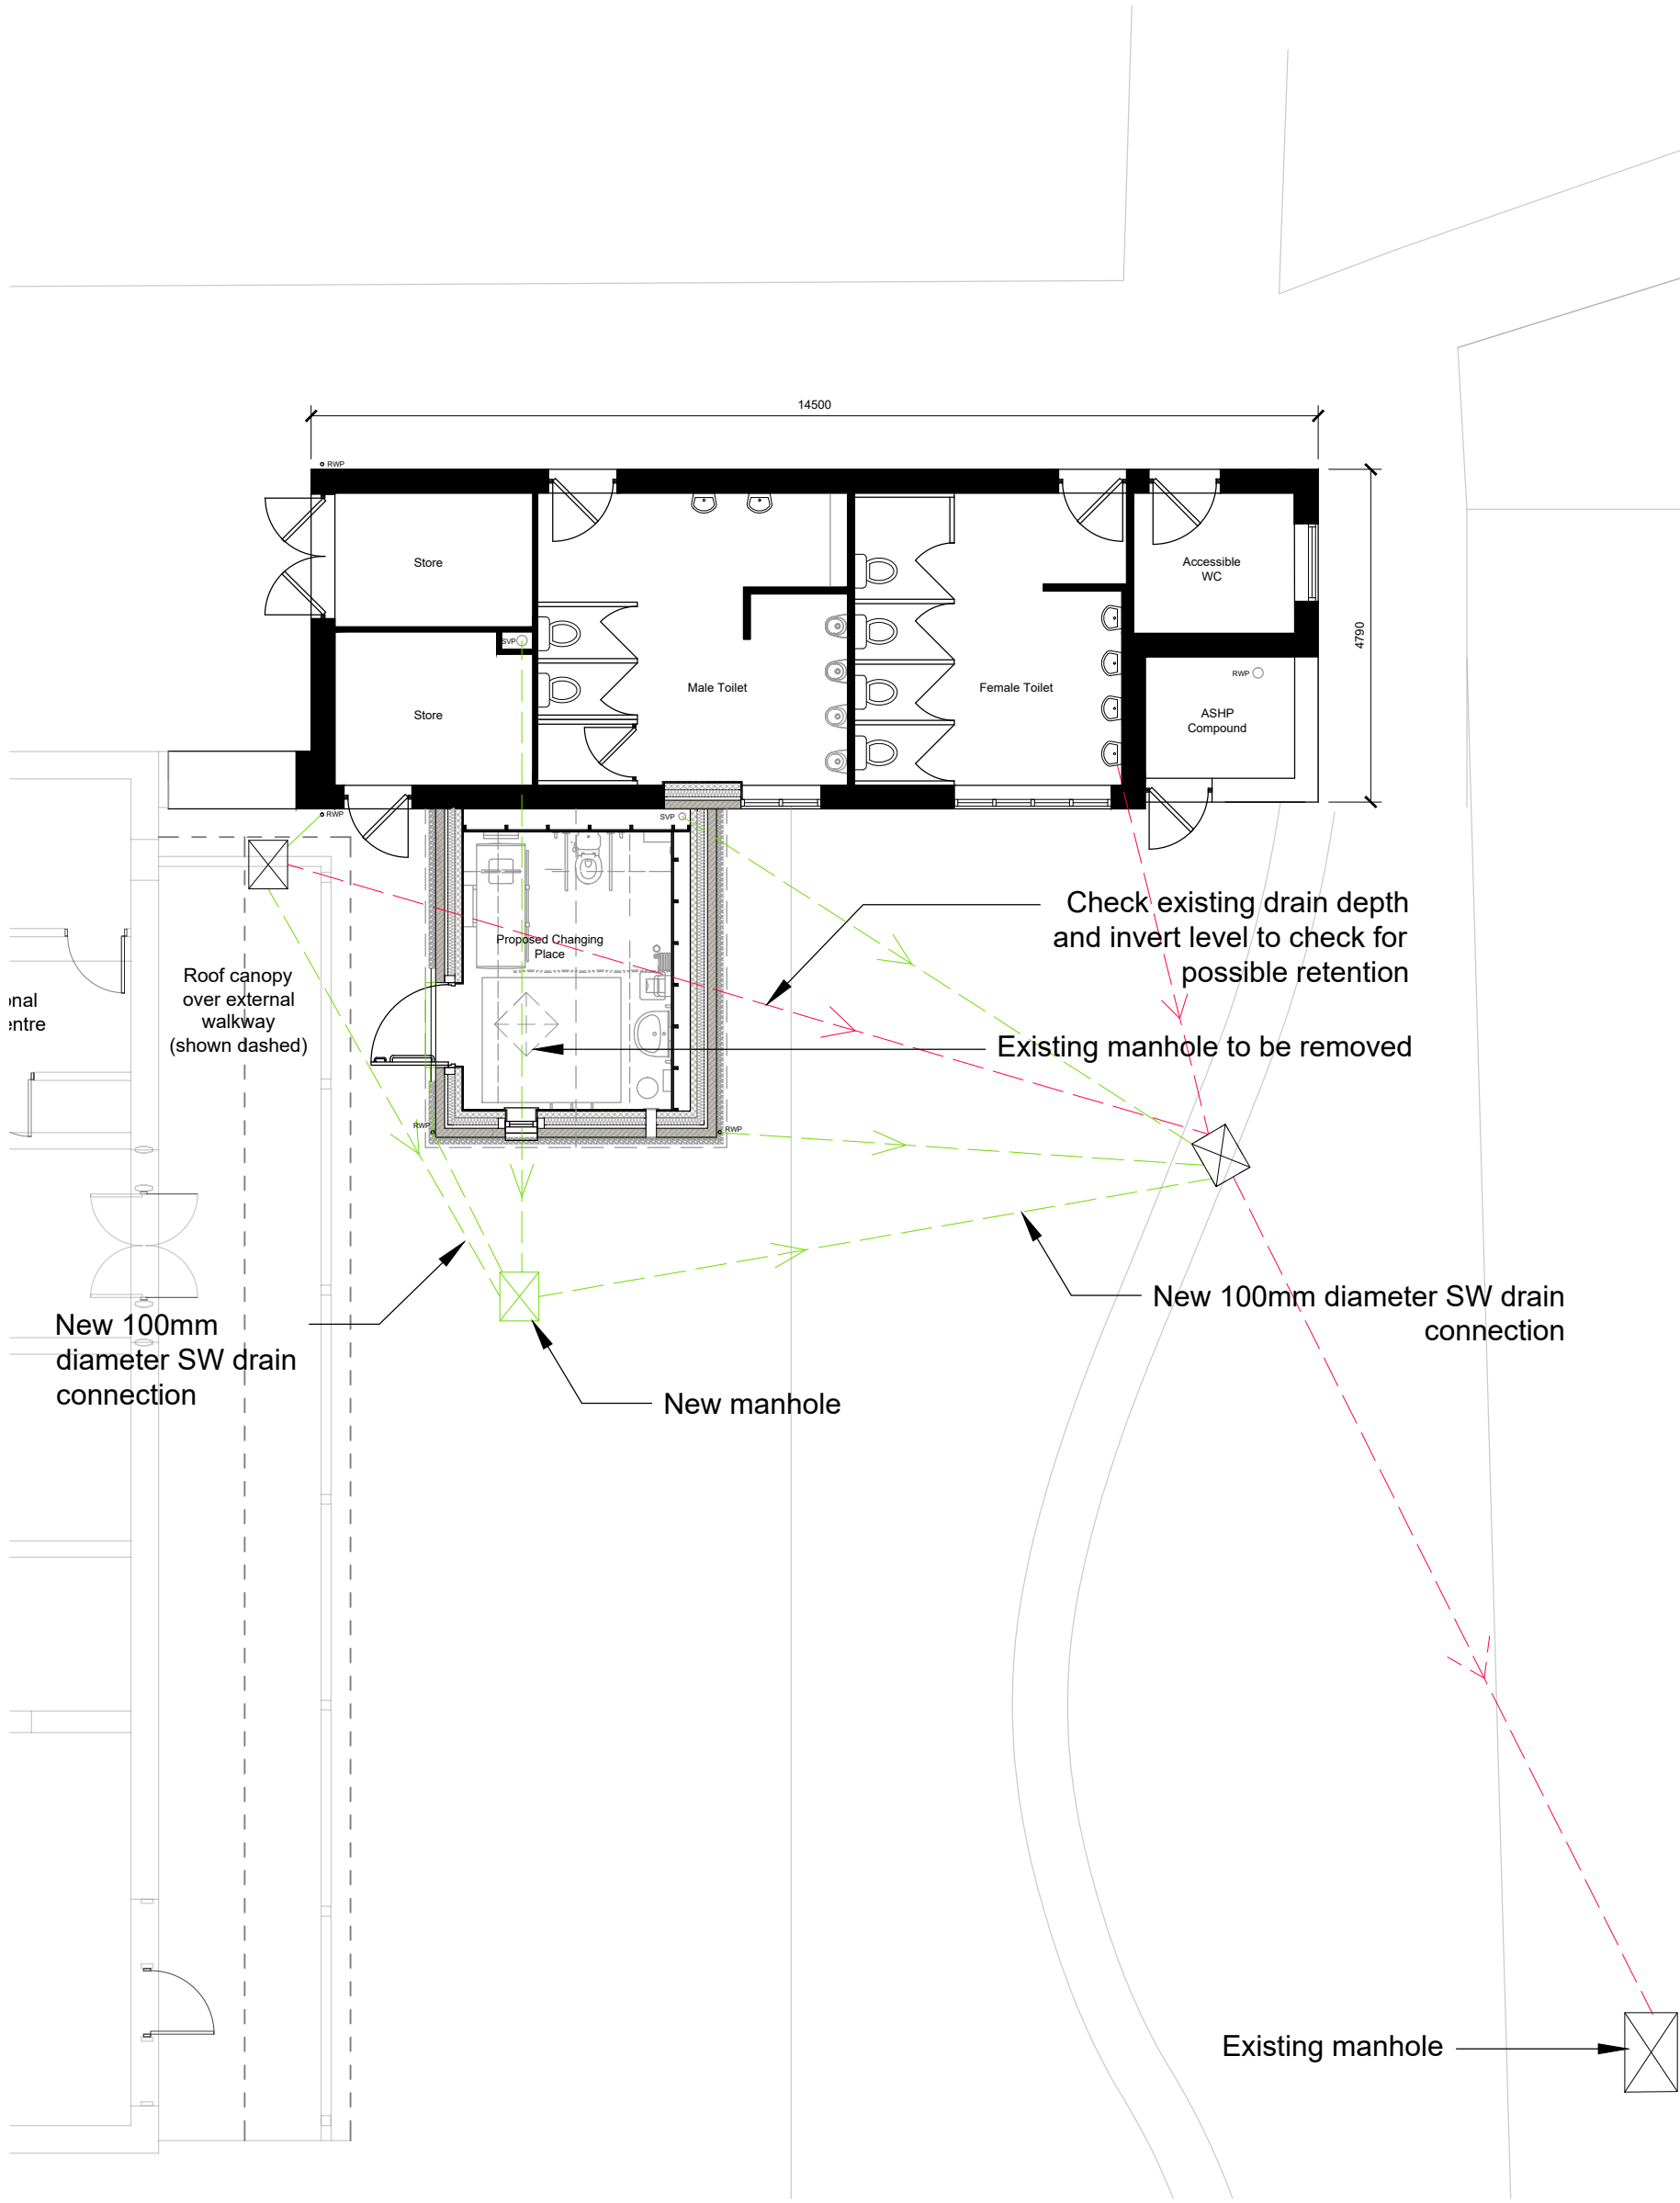 14500
RWP
Store
Accessible
WC
4790
SVP
Male Toilet
Female Toilet
RWP
Store
ASHP
Compound
RWP
SVP
Check existing drain depth
and invert level to check for
possible retention
Proposed Changing
Place
Roof canopy
over external
walkway
(shown dashed)
onal
entre
Existing manhole to be removed
RWP
RWP
New 100mm
diameter SW drain
connection
New 100mm diameter SW drain
connection
New manhole
Existing manhole